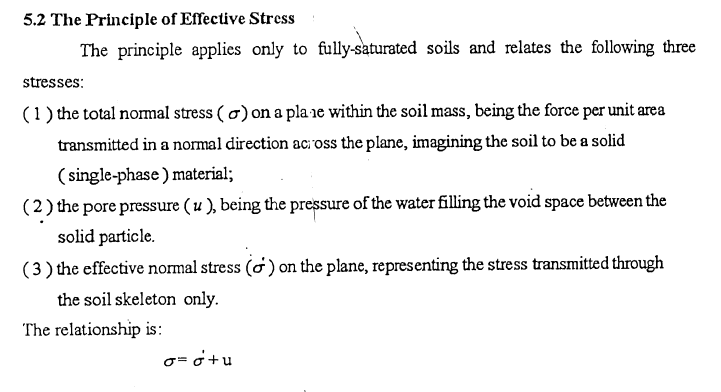 5.2 The Principle of Effective Stress
The principle applies only to fully-saturated soils and relates the following three
stresses:
(1) the total normal stress (σ) on a plane within the soil mass, being the force per unit area
transmitted in a normal direction across the plane, imagining the soil to be a solid
(single-phase) material;
(2) the pore pressure (u), being the pressure of the water filling the void space between the
solid particle.
(3) the effective normal stress (σ́) on the plane, representing the stress transmitted through
the soil skeleton only.
The relationship is:
σ= σ́+u